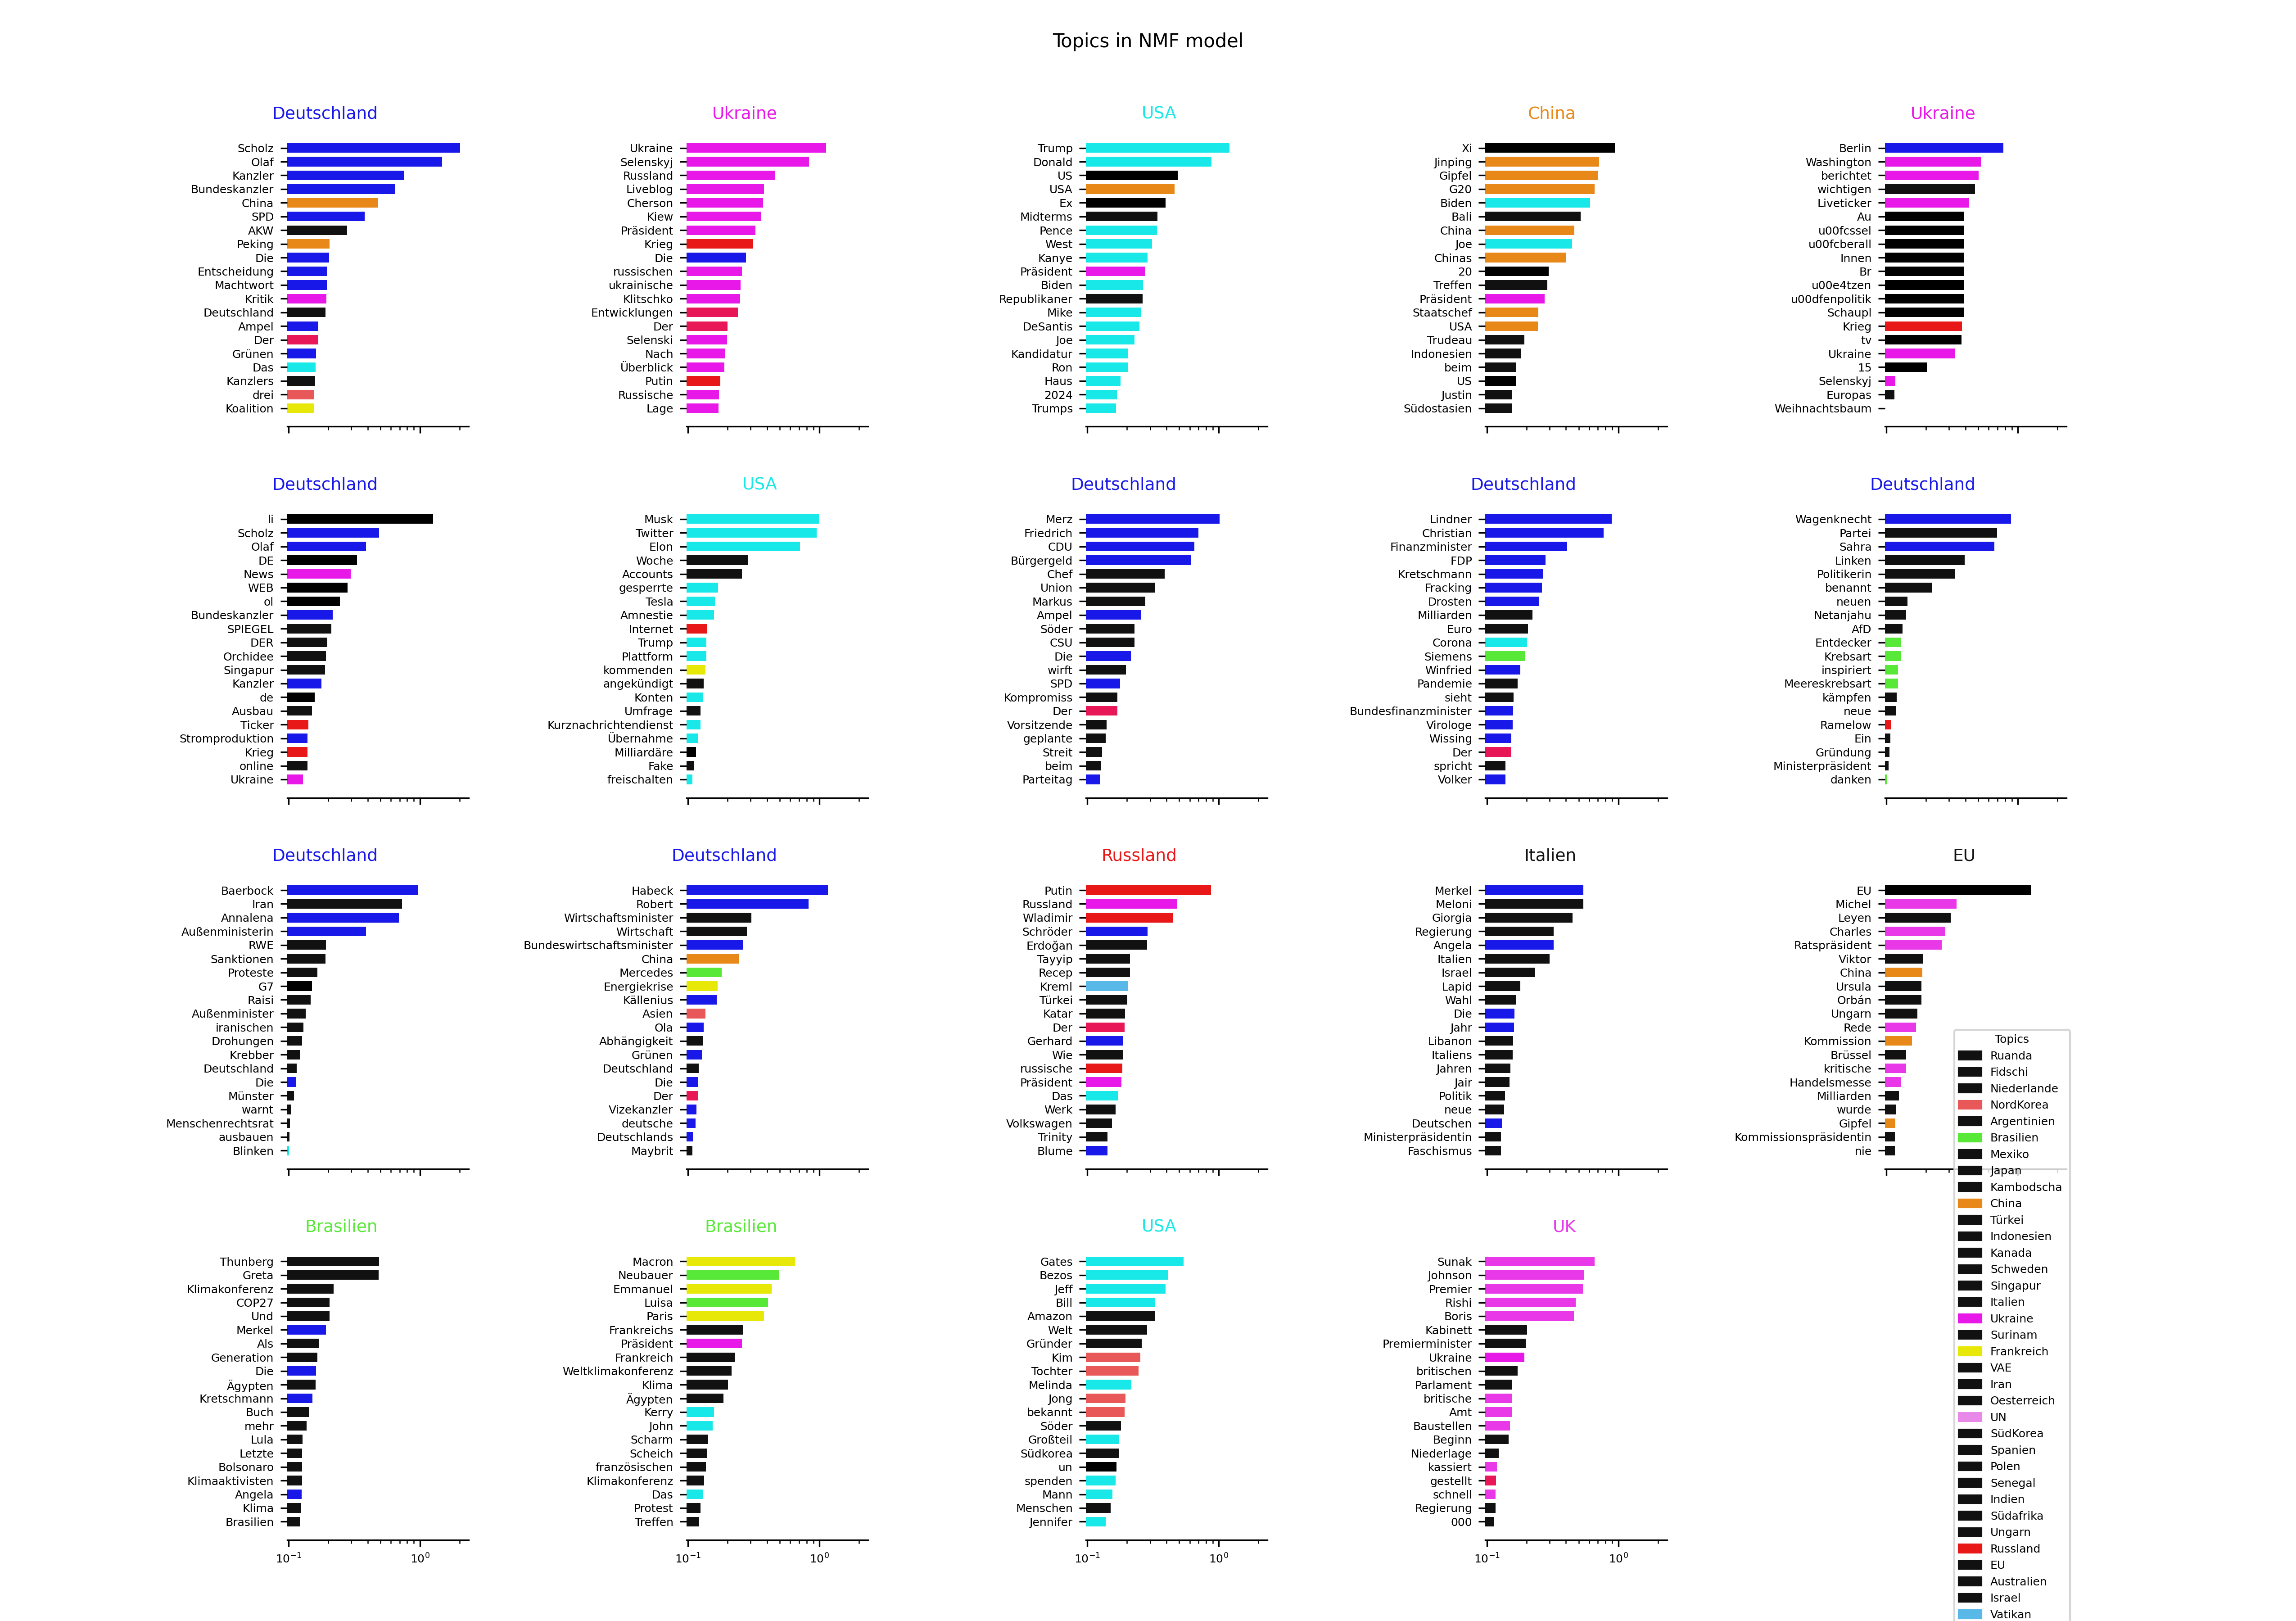 Topics in NMF model
Deutschland
Scholz
Olaf
Kanzler
Bundeskanzler
China
SPD
AKW
Peking
Die
Entscheidung
Machtwort
Kritik
Deutschland
Ampel
Der
Grünen
Das
Kanzlers
drei
Koalition
Ukraine
Ukraine
Selenskyj
Russland
Liveblog
Cherson
Kiew
Präsident
Krieg
Die
russischen
ukrainische
Klitschko
Entwicklungen
Der
Selenski
Nach
Überblick
Putin
Russische
Lage
USA
Trump
Donald
US
USA
Ex
Midterms
Pence
West
Kanye
Präsident
Biden
Republikaner
Mike
DeSantis
Joe
Kandidatur
Ron
Haus
2024
Trumps
China
Xi
Jinping
Gipfel
G20
Biden
Bali
China
Joe
Chinas
20
Treffen
Präsident
Staatschef
USA
Trudeau
Indonesien
beim
US
Justin
Südostasien
Ukraine
Berlin
Washington
berichtet
wichtigen
Liveticker
Au
u00fcssel
u00fcberall
Innen
Br
u00e4tzen
u00dfenpolitik
Schaupl
Krieg
tv
Ukraine
15
Selenskyj
Europas
Weihnachtsbaum
Deutschland
li
Scholz
Olaf
DE
News
WEB
ol
Bundeskanzler
SPIEGEL
DER
Orchidee
Singapur
Kanzler
de
Ausbau
Ticker
Stromproduktion
Krieg
online
Ukraine
USA
Musk
Twitter
Elon
Woche
Accounts
gesperrte
Tesla
Amnestie
Internet
Trump
Plattform
kommenden
angekündigt
Konten
Umfrage
Kurznachrichtendienst
Übernahme
Milliardäre
Fake
freischalten
Deutschland
Merz
Friedrich
CDU
Bürgergeld
Chef
Union
Markus
Ampel
Söder
CSU
Die
wirft
SPD
Kompromiss
Der
Vorsitzende
geplante
Streit
beim
Parteitag
Deutschland
Lindner
Christian
Finanzminister
FDP
Kretschmann
Fracking
Drosten
Milliarden
Euro
Corona
Siemens
Winfried
Pandemie
sieht
Bundesfinanzminister
Virologe
Wissing
Der
spricht
Volker
Deutschland
Wagenknecht
Partei
Sahra
Linken
Politikerin
benannt
neuen
Netanjahu
AfD
Entdecker
Krebsart
inspiriert
Meereskrebsart
kämpfen
neue
Ramelow
Ein
Gründung
Ministerpräsident
danken
Deutschland
Baerbock
Iran
Annalena
Außenministerin
RWE
Sanktionen
Proteste
G7
Raisi
Außenminister
iranischen
Drohungen
Krebber
Deutschland
Die
Münster
warnt
Menschenrechtsrat
ausbauen
Blinken
Deutschland
Habeck
Robert
Wirtschaftsminister
Wirtschaft
Bundeswirtschaftsminister
China
Mercedes
Energiekrise
Källenius
Asien
Ola
Abhängigkeit
Grünen
Deutschland
Die
Der
Vizekanzler
deutsche
Deutschlands
Maybrit
Russland
Putin
Russland
Wladimir
Schröder
Erdoğan
Tayyip
Recep
Kreml
Türkei
Katar
Der
Gerhard
Wie
russische
Präsident
Das
Werk
Volkswagen
Trinity
Blume
Italien
Merkel
Meloni
Giorgia
Regierung
Angela
Italien
Israel
Lapid
Wahl
Die
Jahr
Libanon
Italiens
Jahren
Jair
Politik
neue
Deutschen
Ministerpräsidentin
Faschismus
EU
EU
Michel
Leyen
Charles
Ratspräsident
Viktor
China
Ursula
Orbán
Ungarn
Rede
Kommission
Brüssel
kritische
Handelsmesse
Milliarden
wurde
Gipfel
Kommissionspräsidentin
nie
Brasilien
Thunberg
Greta
Klimakonferenz
COP27
Und
Merkel
Als
Generation
Die
Ägypten
Kretschmann
Buch
mehr
Lula
Letzte
Bolsonaro
Klimaaktivisten
Angela
Klima
Brasilien
10⁻¹
10⁰
Brasilien
Macron
Neubauer
Emmanuel
Luisa
Paris
Frankreichs
Präsident
Frankreich
Weltklimakonferenz
Klima
Ägypten
Kerry
John
Scharm
Scheich
französischen
Klimakonferenz
Das
Protest
Treffen
10⁻¹
10⁰
USA
Gates
Bezos
Jeff
Bill
Amazon
Welt
Gründer
Kim
Tochter
Melinda
Jong
bekannt
Söder
Großteil
Südkorea
un
spenden
Mann
Menschen
Jennifer
10⁻¹
10⁰
UK
Sunak
Johnson
Premier
Rishi
Boris
Kabinett
Premierminister
Ukraine
britischen
Parlament
britische
Amt
Baustellen
Beginn
Niederlage
kassiert
gestellt
schnell
Regierung
000
10⁻¹
10⁰
Topics
Ruanda
Fidschi
Niederlande
NordKorea
Argentinien
Brasilien
Mexiko
Japan
Kambodscha
China
Türkei
Indonesien
Kanada
Schweden
Singapur
Italien
Ukraine
Surinam
Frankreich
VAE
Iran
Oesterreich
UN
SüdKorea
Spanien
Polen
Senegal
Indien
Südafrika
Ungarn
Russland
EU
Australien
Israel
Vatikan